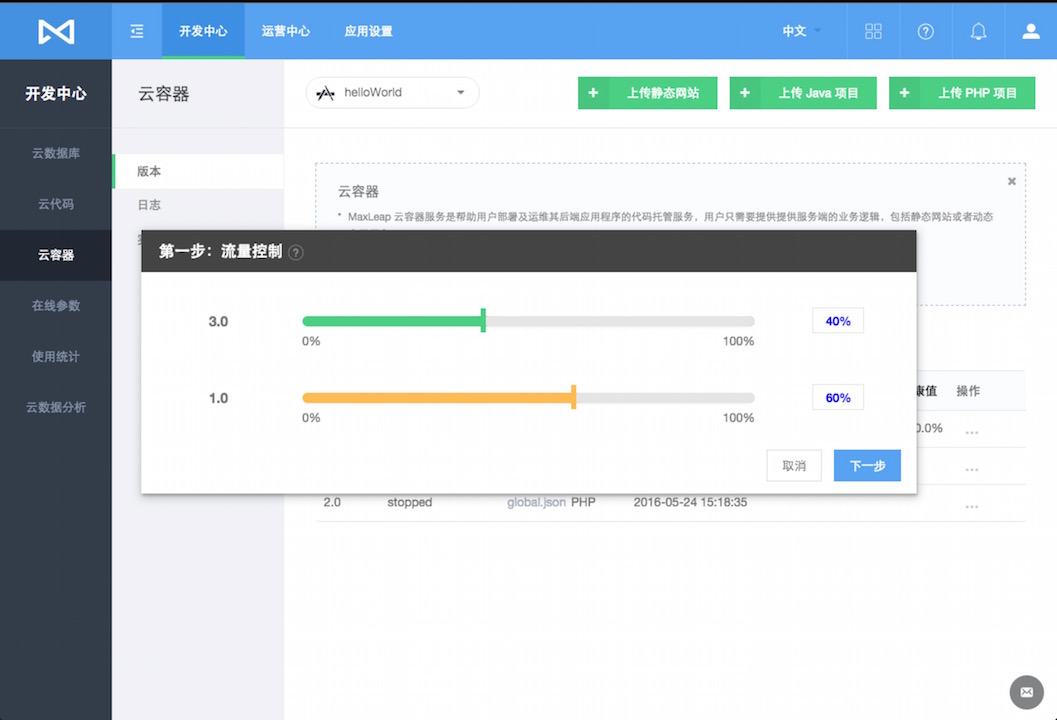 开发中心
运营中心
应用设置
中文
开发中心
云数据库
云代码
云容器
在线参数
使用统计
云数据分析
云容器
版本
日志
helloWorld
+ 上传静态网站
+ 上传 Java 项目
+ 上传 PHP 项目
云容器
• MaxLeap 云容器服务是帮助用户部署及运维其后端应用程序的代码托管服务，用户只需要提供提供服务端的业务逻辑，包括静态网站或者动态
第一步：流量控制 ?
3.0
40%
0%
100%
1.0
60%
0%
100%
取消
下一步
康值 操作
0.0% ...
...
2.0 stopped global.json PHP 2016-05-24 15:18:35 ...